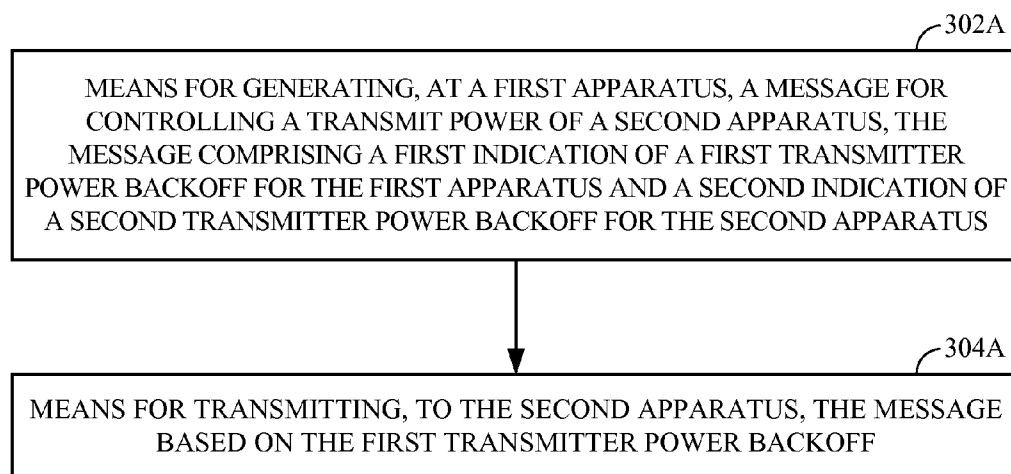 302A
MEANS FOR GENERATING, AT A FIRST APPARATUS, A MESSAGE FOR
CONTROLLING A TRANSMIT POWER OF A SECOND APPARATUS, THE
MESSAGE COMPRISING A FIRST INDICATION OF A FIRST TRANSMITTER
POWER BACKOFF FOR THE FIRST APPARATUS AND A SECOND INDICATION OF
A SECOND TRANSMITTER POWER BACKOFF FOR THE SECOND APPARATUS
304A
MEANS FOR TRANSMITTING, TO THE SECOND APPARATUS, THE MESSAGE
BASED ON THE FIRST TRANSMITTER POWER BACKOFF